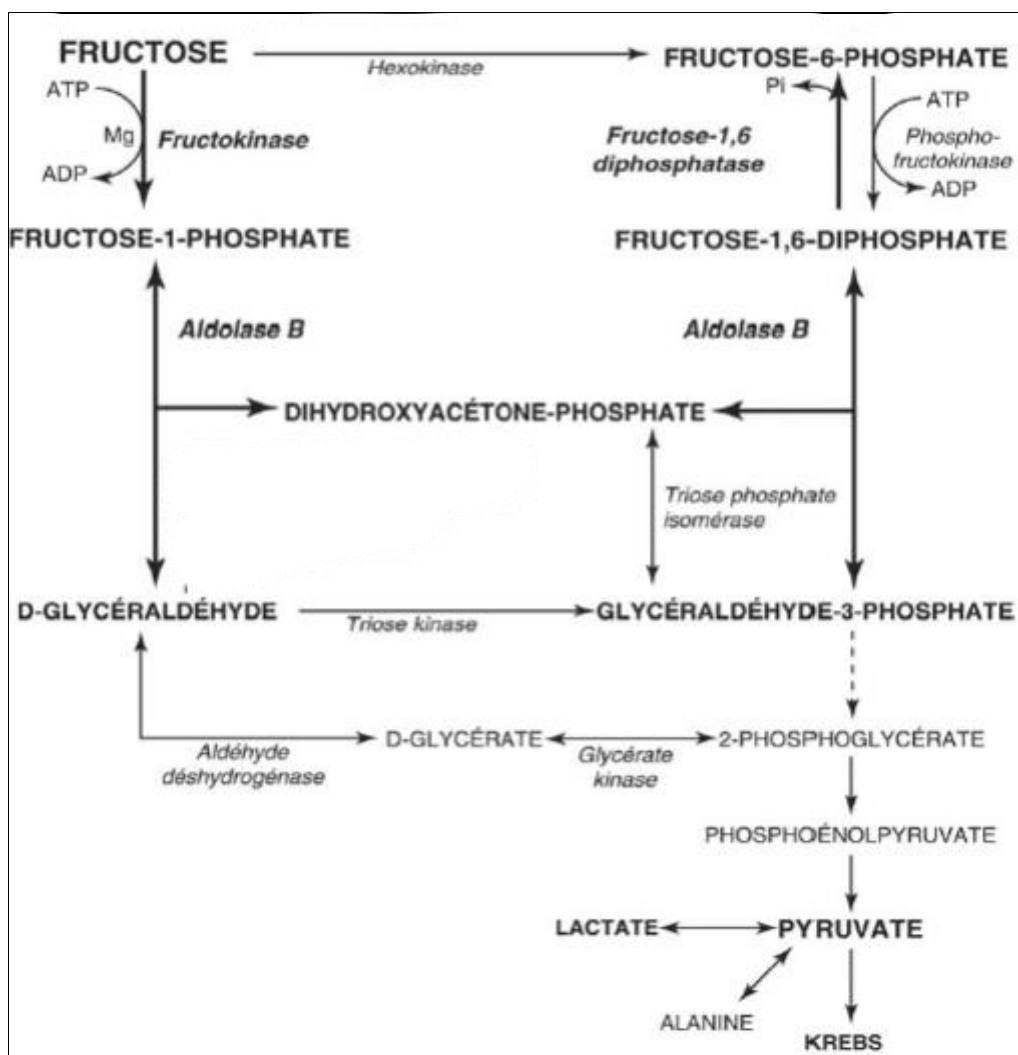 FRUCTOSE
Hexokinase
FRUCTOSE-6-PHOSPHATE
ATP
Mg
ADP
Fructokinase
Pi
Fructose-1,6
diphosphatase
ATP
Phospho-
fructokinase
ADP
FRUCTOSE-1-PHOSPHATE
FRUCTOSE-1,6-DIPHOSPHATE
Aldolase B
Aldolase B
DIHYDROXYACÉTONE-PHOSPHATE
Triose phosphate
isomérase
D-GLYCÉRALDÉHYDE
Triose kinase
GLYCÉRALDÉHYDE-3-PHOSPHATE
Aldéhyde
déshydrogénase
D-GLYCÉRATE
Glycérate
kinase
2-PHOSPHOGLYCÉRATE
PHOSPHOÉNOLPYRUVATE
LACTATE
PYRUVATE
ALANINE
KREBS